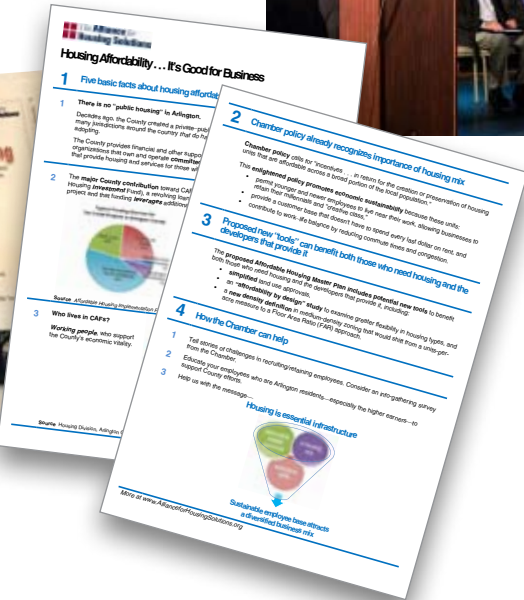 The Alliance for
Housing Solutions
Housing Affordability . . . It's Good for Business
1 Five basic facts about housing affordab
1 There is no "public housing" in Arlington.
Decades ago, the County created a private-publ
many jurisdictions around the country that do ha
adopting.
The County provides financial and other suppo
organizations that own and operate committe
that provide housing and services for those wh
2 The major County contribution toward CAF
Housing Investment Fund), a revolving loan
project and that funding leverages additiona
Source Affordable Housing Implementation F
3 Who lives in CAFs?
Working people, who support
the County's economic vitality.
Source Housing Division, Arlington C
2 Chamber policy already recognizes importance of housing mix
Chamber policy calls for "incentives . . . in return for the creation or preservation of housing
units that are affordable across a broad portion of the local population."
This enlightened policy promotes economic sustainability because these units:
• permit younger and newer employees to live near their work, allowing businesses to
retain their millennials and "creative class,"
• provide a customer base that doesn't have to spend every last dollar on rent, and
• contribute to work-life balance by reducing commute times and congestion.
3 Proposed new "tools" can benefit both those who need housing and the
developers that provide it
The proposed Affordable Housing Master Plan includes potential new tools to benefit
both those who need housing and the developers that provide it, including:
• simplified land use approvals,
• an "affordability by design" study to examine greater flexibility in housing types, and
• a new density definition in medium-density zoning that would shift from a units-per-
acre measure to a Floor Area Ratio (FAR) approach.
4 How the Chamber can help
1 Tell stories of challenges in recruiting/retaining employees. Consider an info-gathering survey
from the Chamber.
2 Educate your employees who are Arlington residents—especially the higher earners—to
support County efforts.
3 Help us with the message—
Housing is essential infrastructure
Sustainable employee base attracts
a diversified business mix
More at www.AllianceforHousingSolutions.org